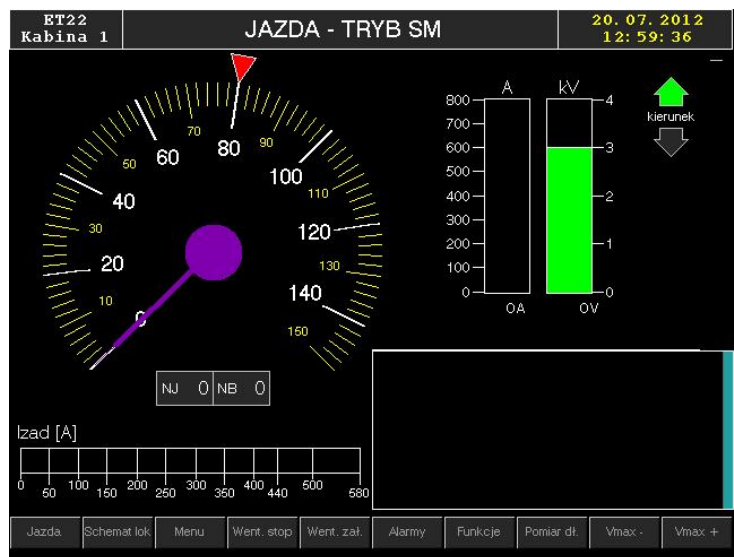 ET22
Kabina 1
JAZDA - TRYB SM
20. 07. 2012
12: 59: 36
A
kV
kierunek
800
700
600
500
400
300
200
100
0
4
3
2
1
0
0A
0V
0
10
20
30
40
50
60
70
80
90
100
110
120
130
140
150
NJ 0 NB 0
Izad [A]
0 50 100 150 200 250 300 350 400 440 500 580
Jazda Schemat lok Menu Went. stop Went. zał. Alarmy Funkcje Pomiar dł. Vmax - Vmax +